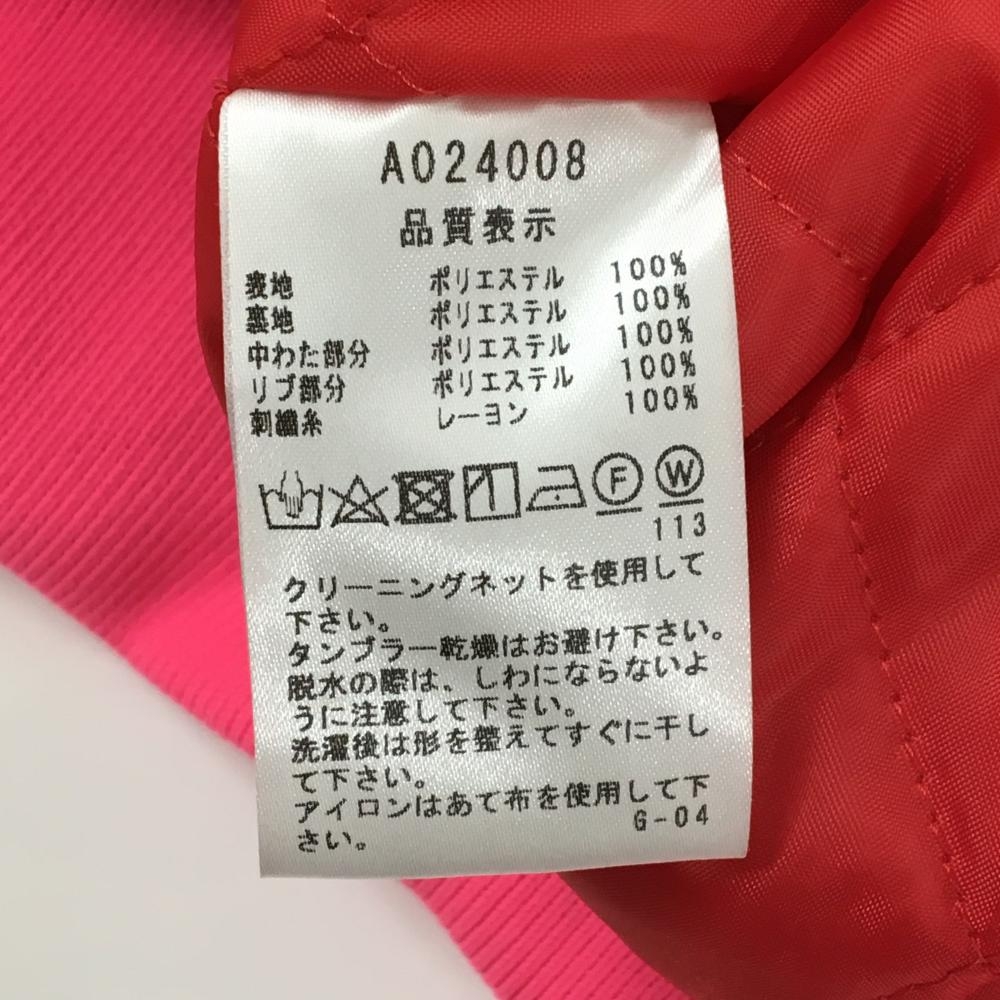 A024008
品質表示
表地 ポリエステル 100%
裏地 ポリエステル 100%
中わた部分 ポリエステル 100%
リブ部分 ポリエステル 100%
刺繍糸 レーヨン 100%
F W
113
クリーニングネットを使用して
下さい。
タンブラー乾燥はお避け下さい。
脱水の際は、しわにならないよ
うに注意して下さい。
洗濯後は形を整えてすぐに干し
て下さい。
アイロンはあて布を使用して下
さい。
G-04